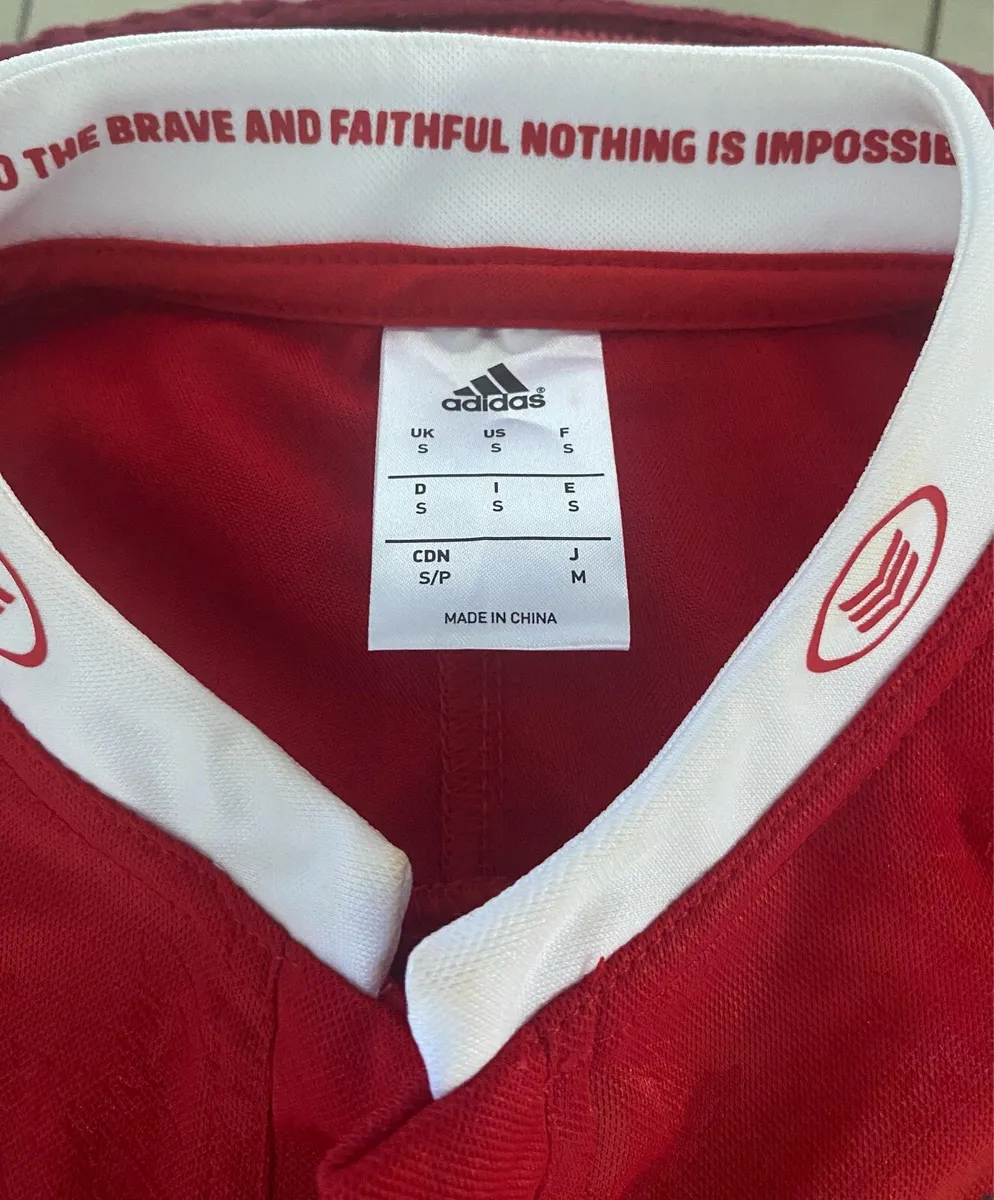 THE BRAVE AND FAITHFUL NOTHING IS IMPOSSIB
adidas®
UK US F
S S S
D I E
S S S
CDN J
S/P M
MADE IN CHINA